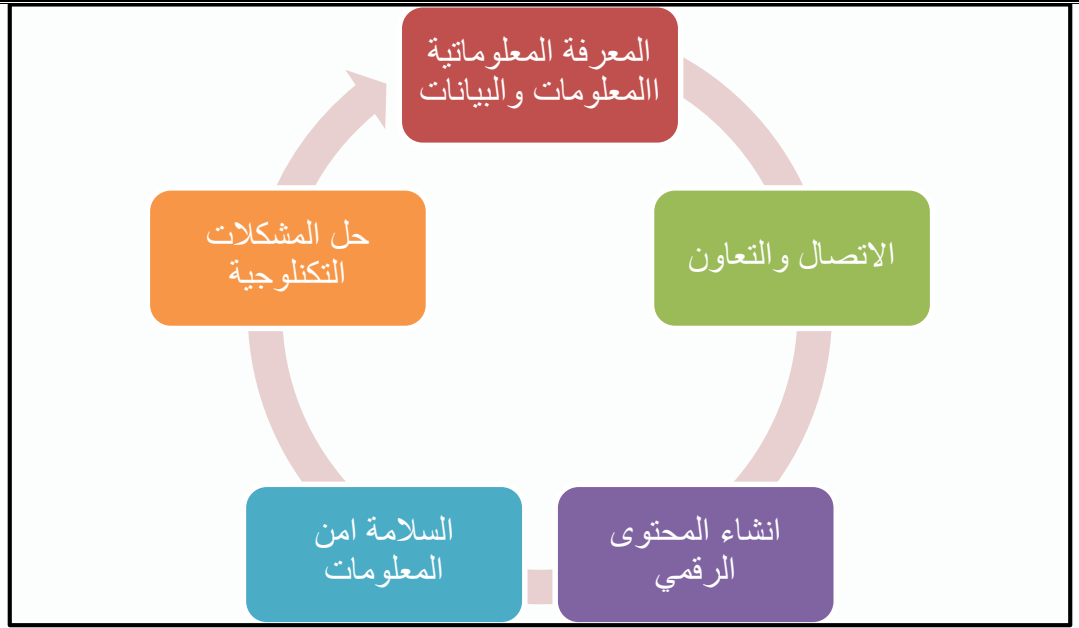 المعرفة المعلوماتية
االمعلومات والبيانات
الاتصال والتعاون
انشاء المحتوى
الرقمي
السلامة امن
المعلومات
حل المشكلات
التكنلوجية